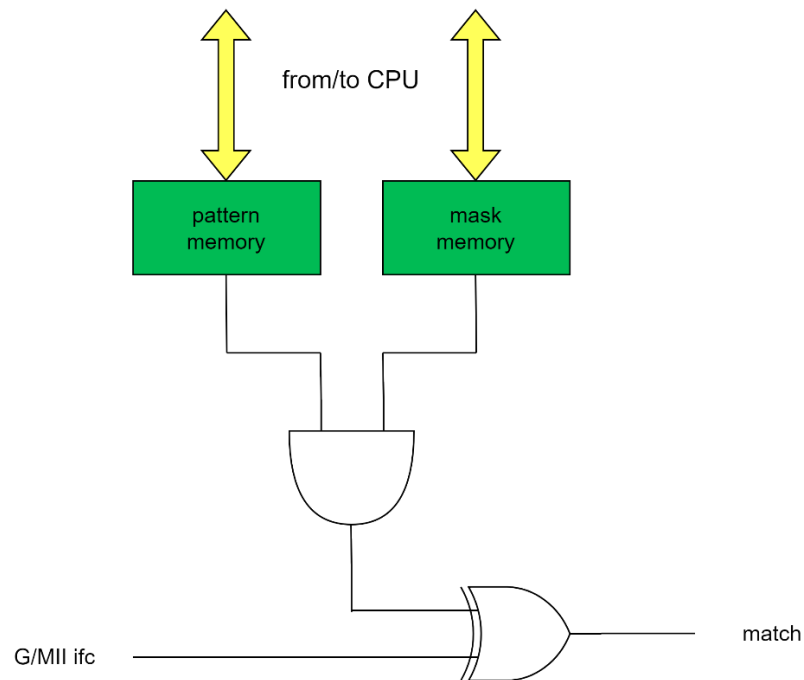 from/to CPU
pattern
memory
mask
memory
match
G/MII ifc